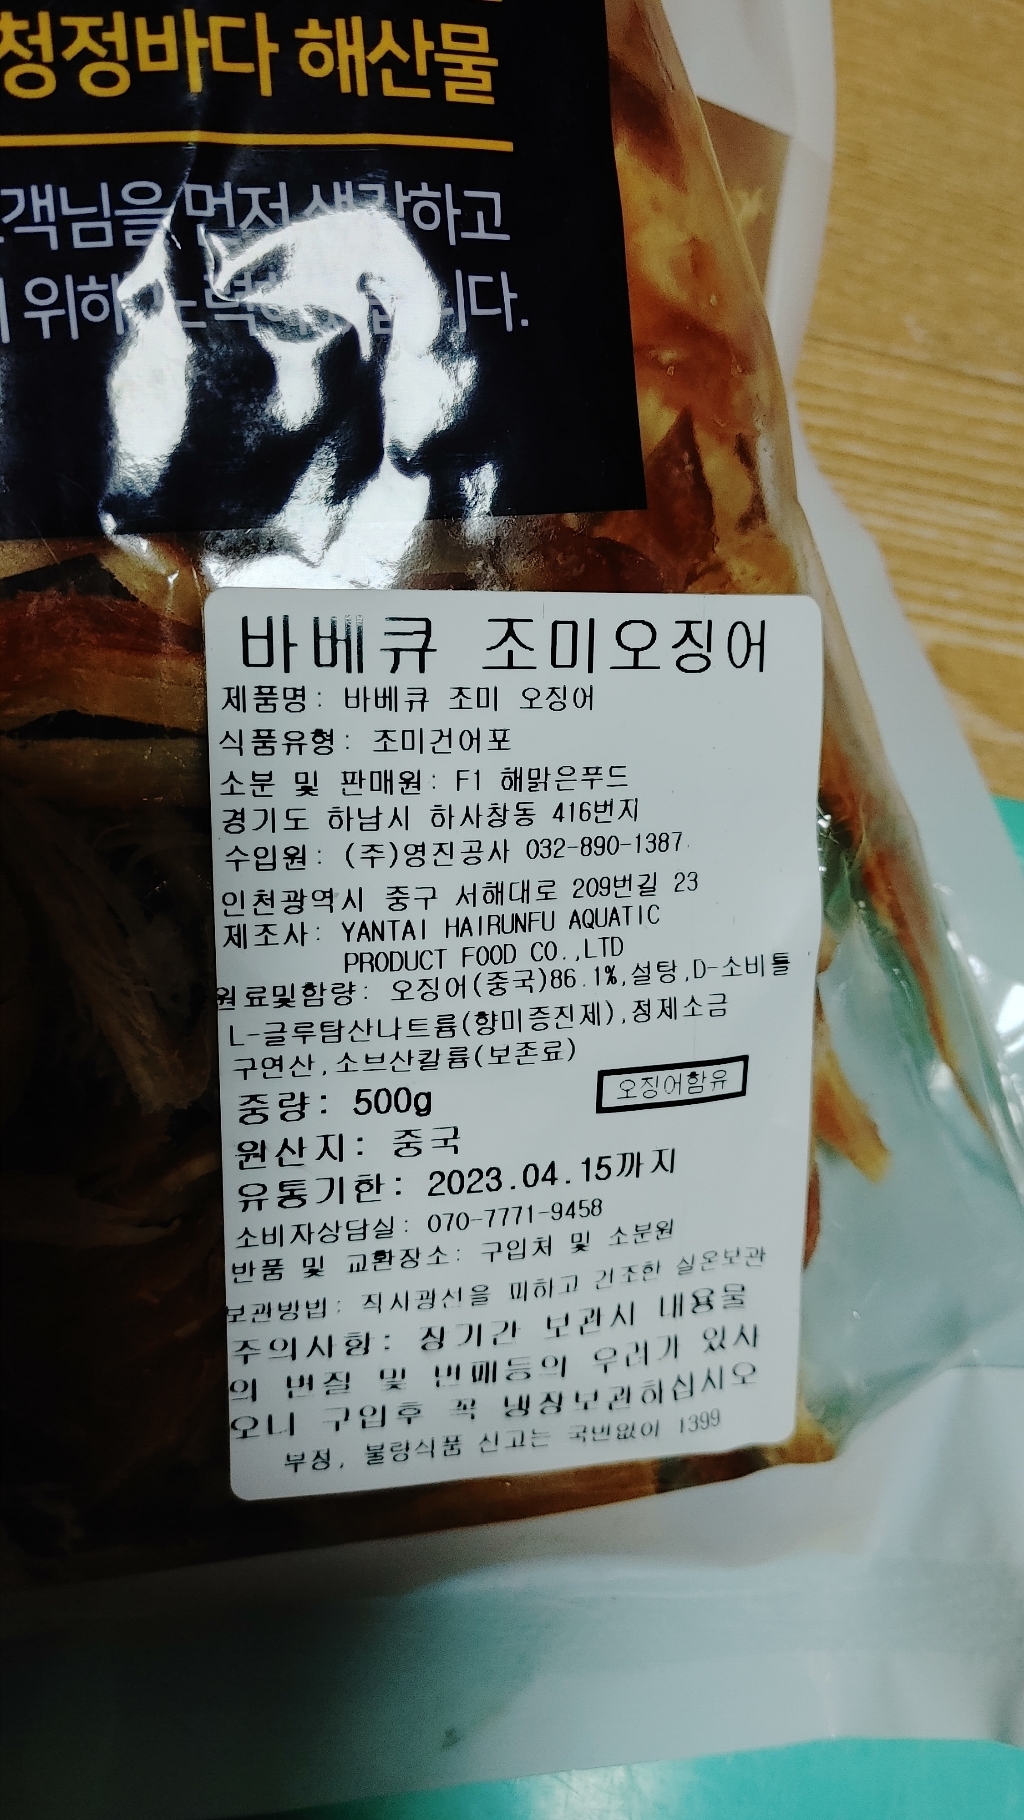 청정바다 해산물
객님을 먼저 생각하고
위해 니다.
바베큐 조미오징어
제품명: 바베큐 조미 오징어
식품유형: 조미건어포
소분 및 판매원: F1 해맑은푸드
경기도 하남시 하사창동 416번지
수입원: (주)영진공사 032-890-1387
인천광역시 중구 서해대로 209번길 23
제조사: YANTAI HAIRUNFU AQUATIC
PRODUCT FOOD CO.,LTD
원료및함량: 오징어(중국)86.1%,설탕,D-소비톨
L-글루탐산나트륨(향미증진제),정제소금
구연산,소브산칼륨(보존료)
오징어함유
중량: 500g
원산지: 중국
유통기한: 2023.04.15까지
소비자상담실: 070-7771-9458
반품 및 교환장소: 구입처 및 소분원
보관방법: 직사광선을 피하고 건조한 실온보관
주의사항: 장기간 보관시 내용물
의 변질 및 변패등의 우려가 있사
오니 구입후 꼭 냉장보관하십시오
부정, 불량식품 신고는 국번없이 1399